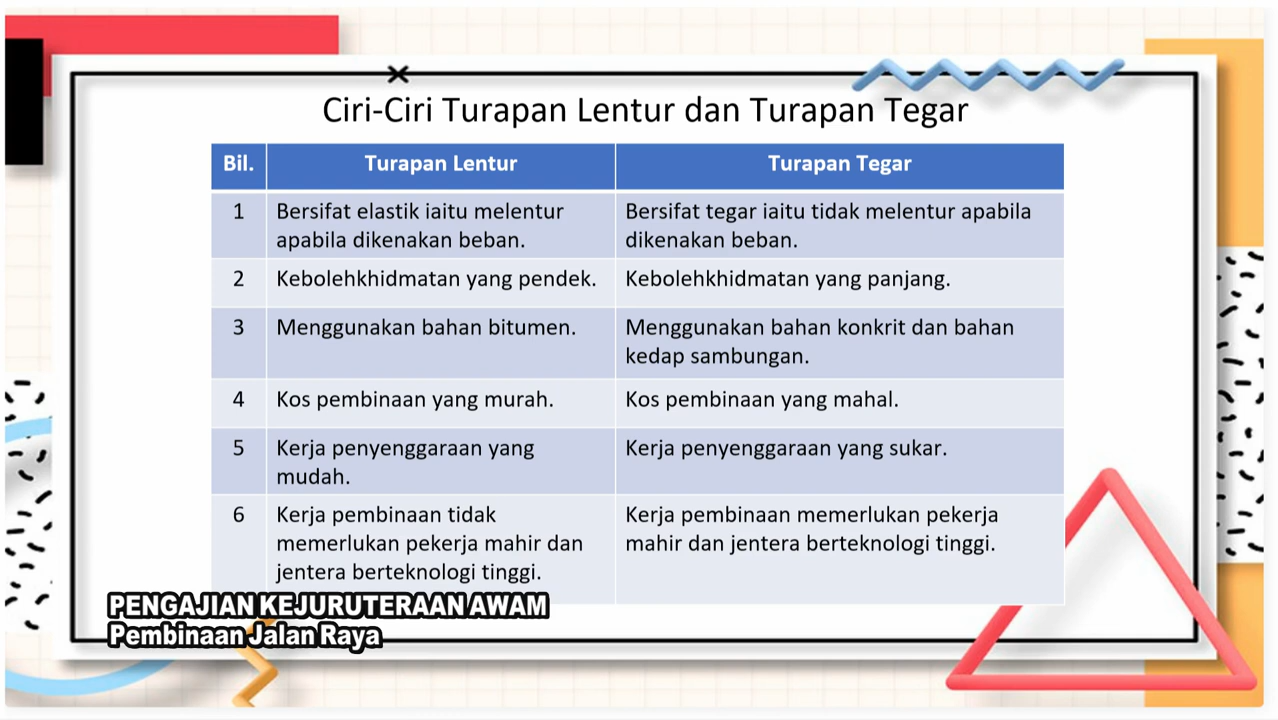 Ciri-Ciri Turapan Lentur dan Turapan Tegar
Bil. Turapan Lentur Turapan Tegar
1 Bersifat elastik iaitu melentur apabila dikenakan beban. Bersifat tegar iaitu tidak melentur apabila dikenakan beban.
2 Kebolehkhidmatan yang pendek. Kebolehkhidmatan yang panjang.
3 Menggunakan bahan bitumen. Menggunakan bahan konkrit dan bahan kedap sambungan.
4 Kos pembinaan yang murah. Kos pembinaan yang mahal.
5 Kerja penyenggaraan yang mudah. Kerja penyenggaraan yang sukar.
6 Kerja pembinaan tidak memerlukan pekerja mahir dan jentera berteknologi tinggi. Kerja pembinaan memerlukan pekerja mahir dan jentera berteknologi tinggi.
PENGAJIAN KEJURUTERAAN AWAM
Pembinaan Jalan Raya